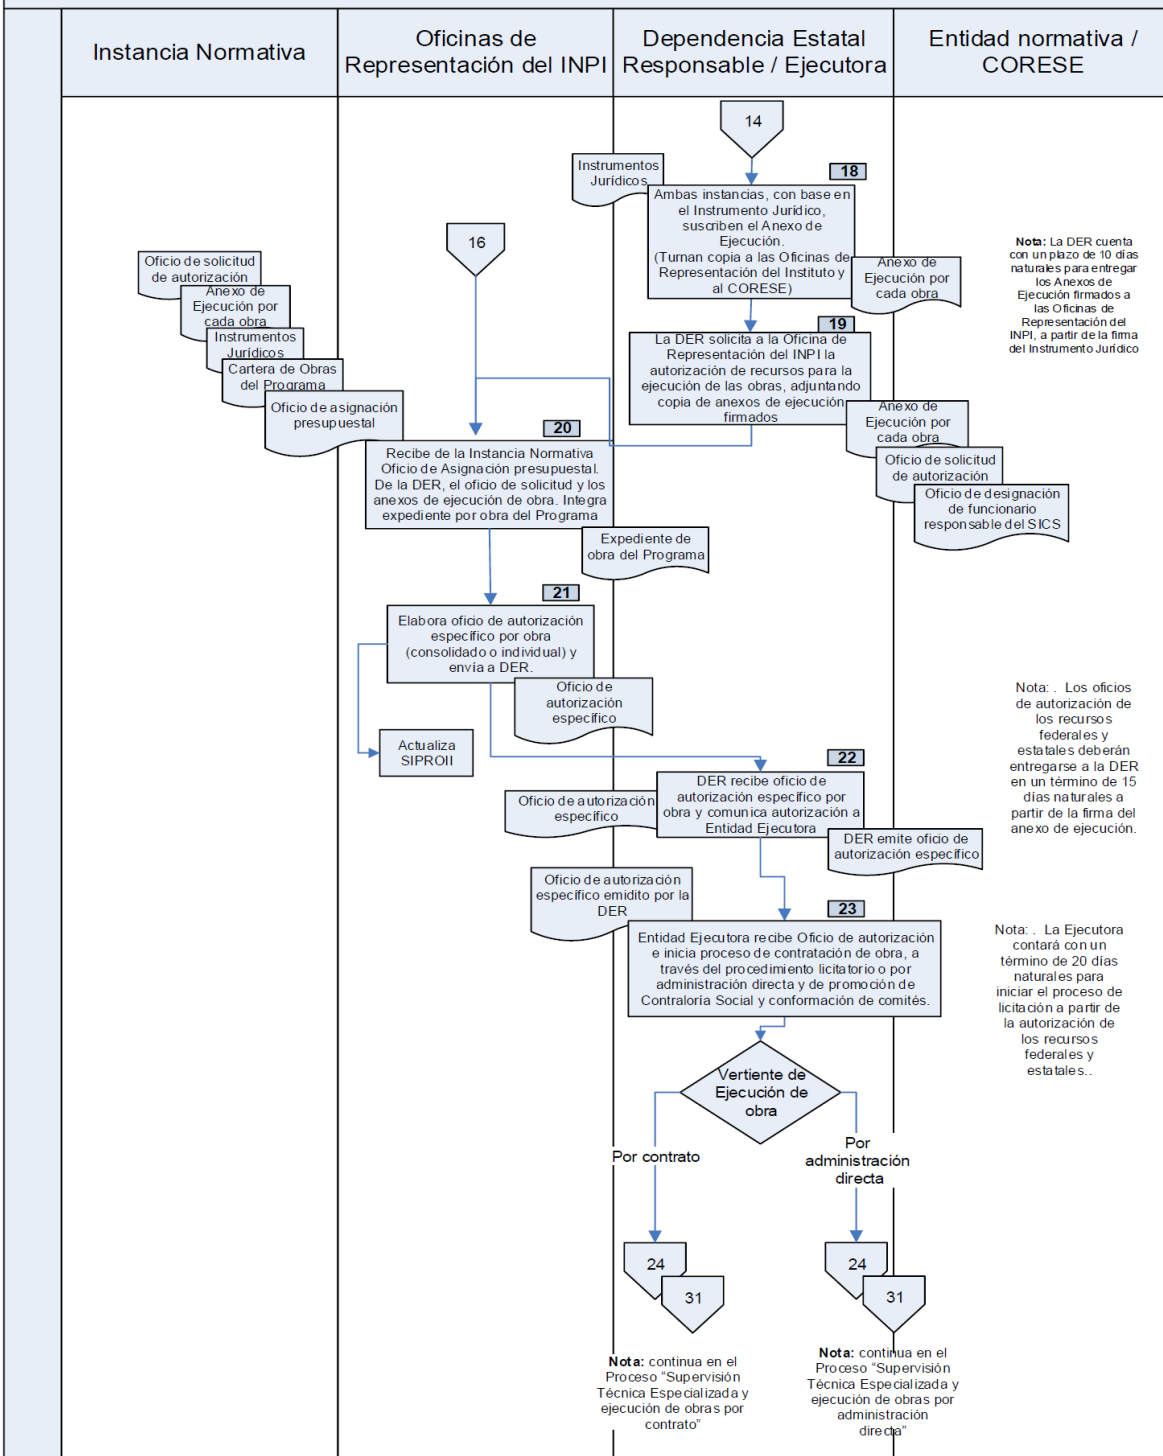 Instancia Normativa
Oficinas de
Representación del INPI
Dependencia Estatal
Responsable / Ejecutora
Entidad normativa /
CORESE
14
Instrumentos
Jurídicos
18
Ambas instancias, con base en
el Instrumento Jurídico,
suscriben el Anexo de
Ejecución.
(Turnan copia a las Oficinas de
Representación del Instituto y
al CORESE)
Anexo de
Ejecución por
cada obra
Nota: La DER cuenta
con un plazo de 10 días
naturales para entregar
los Anexos de
Ejecución firmados a
las Oficinas de
Representación del
INPI, a partir de la firma
del Instrumento Jurídico
16
Oficio de solicitud
de autorización
Anexo de
Ejecución por
cada obra
Instrumentos
Jurídicos
Cartera de Obras
del Programa
Oficio de asignación
presupuestal
19
La DER solicita a la Oficina de
Representación del INPI la
autorización de recursos para la
ejecución de las obras, adjuntando
copia de anexos de ejecución
firmados
Anexo de
Ejecución por
cada obra
Oficio de solicitud
de autorización
Oficio de designación
de funcionario
responsable del SICS
20
Recibe de la Instancia Normativa
Oficio de Asignación presupuestal.
De la DER, el oficio de solicitud y los
anexos de ejecución de obra. Integra
expediente por obra del Programa
Expediente de
obra del Programa
21
Elabora oficio de autorización
específico por obra
(consolidado o individual) y
envía a DER.
Oficio de
autorización
específico
Actualiza
SIPROII
Nota: . Los oficios
de autorización de
los recursos
federales y
estatales deberán
entregarse a la DER
en un término de 15
días naturales a
partir de la firma del
anexo de ejecución.
22
DER recibe oficio de
autorización específico por
obra y comunica autorización a
Entidad Ejecutora
Oficio de autorización
específico
DER emite oficio de
autorización específico
Oficio de autorización
específico emidito por la
DER
23
Entidad Ejecutora recibe Oficio de autorización
e inicia proceso de contratación de obra, a
través del procedimiento licitatorio o por
administración directa y de promoción de
Contraloría Social y conformación de comités.
Nota: . La Ejecutora
contará con un
término de 20 días
naturales para
iniciar el proceso de
licitación a partir de
la autorización de
los recursos
federales y
estatales..
Vertiente de
Ejecución de
obra
Por contrato
Por
administración
directa
24
31
24
31
Nota: continua en el
Proceso “Supervisión
Técnica Especializada y
ejecución de obras por
contrato”
Nota: continua en el
Proceso “Supervisión
Técnica Especializada y
ejecución de obras por
administración
directa”